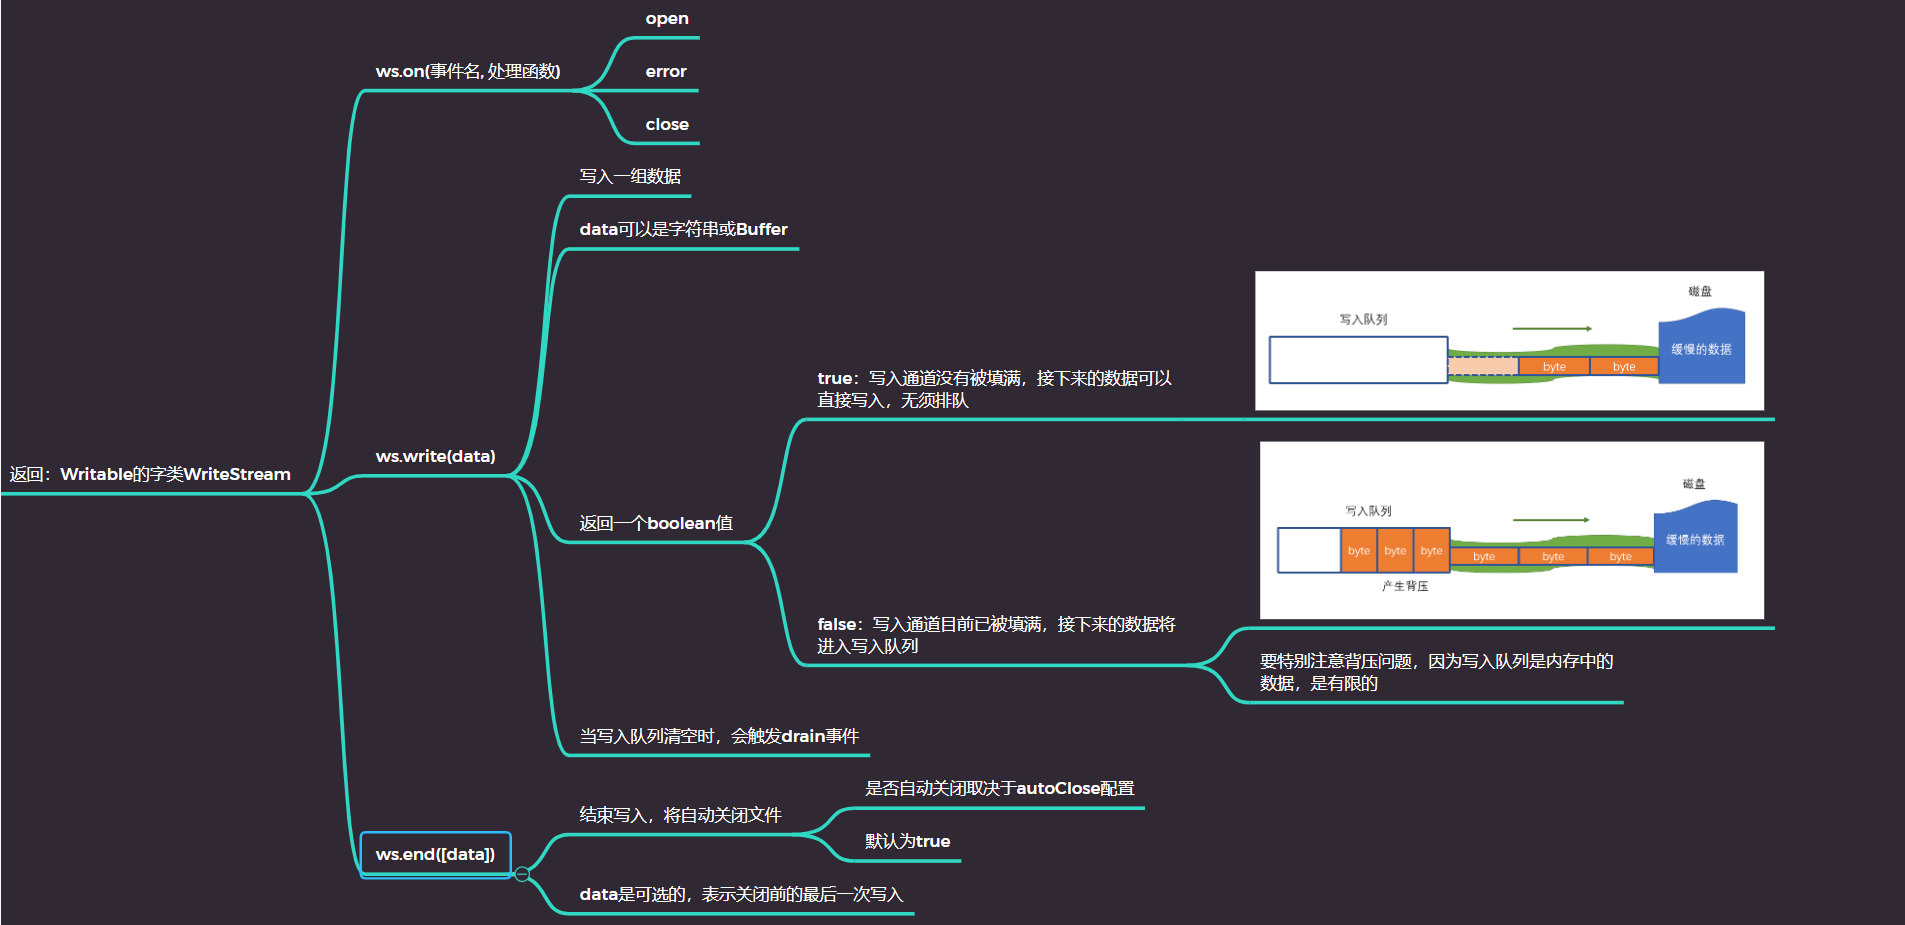 返回：Writable的字类WriteStream
ws.on(事件名, 处理函数)
open
error
close
ws.write(data)
写入一组数据
data可以是字符串或Buffer
返回一个boolean值
true：写入通道没有被填满，接下来的数据可以
直接写入，无须排队
磁盘
写入队列
缓慢的数据
byte
byte
false：写入通道目前已被填满，接下来的数据将
进入写入队列
磁盘
写入队列
缓慢的数据
byte
byte
byte
byte
byte
byte
产生背压
要特别注意背压问题，因为写入队列是内存中的
数据，是有限的
当写入队列清空时，会触发drain事件
ws.end([data])
结束写入，将自动关闭文件
是否自动关闭取决于autoClose配置
默认为true
data是可选的，表示关闭前的最后一次写入